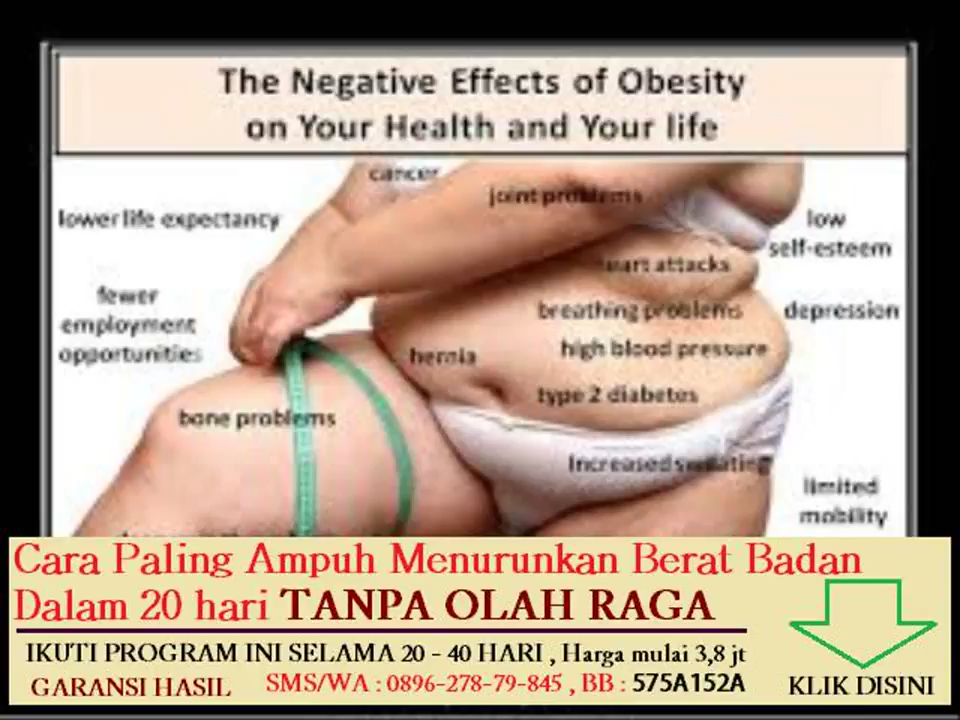 The Negative Effects of Obesity
on Your Health and Your life
cancer
joint problems
lower life expectancy
low
self-esteem
heart attacks
fewer
employment
opportunities
breathing problems
depression
hernia
high blood pressure
type 2 diabetes
bone problems
Increased sweating
limited
mobility
Cara Paling Ampuh Menurunkan Berat Badan
Dalam 20 hari TANPA OLAH RAGA
IKUTI PROGRAM INI SELAMA 20 - 40 HARI , Harga mulai 3,8 jt
GARANSI HASIL SMS/WA : 0896-278-79-845 , BB : 575A152A
KLIK DISINI